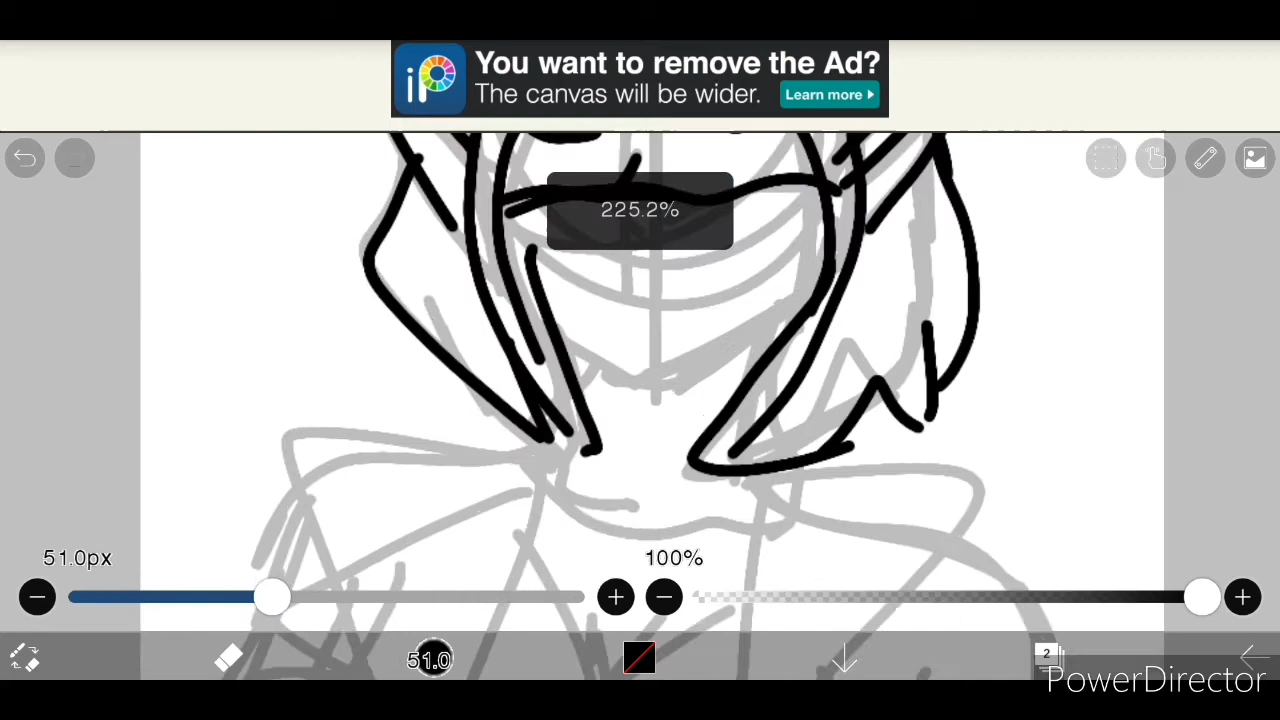 iP
You want to remove the Ad?
The canvas will be wider.
Learn more
225.2%
51.0px
100%
51.0
2
PowerDirector